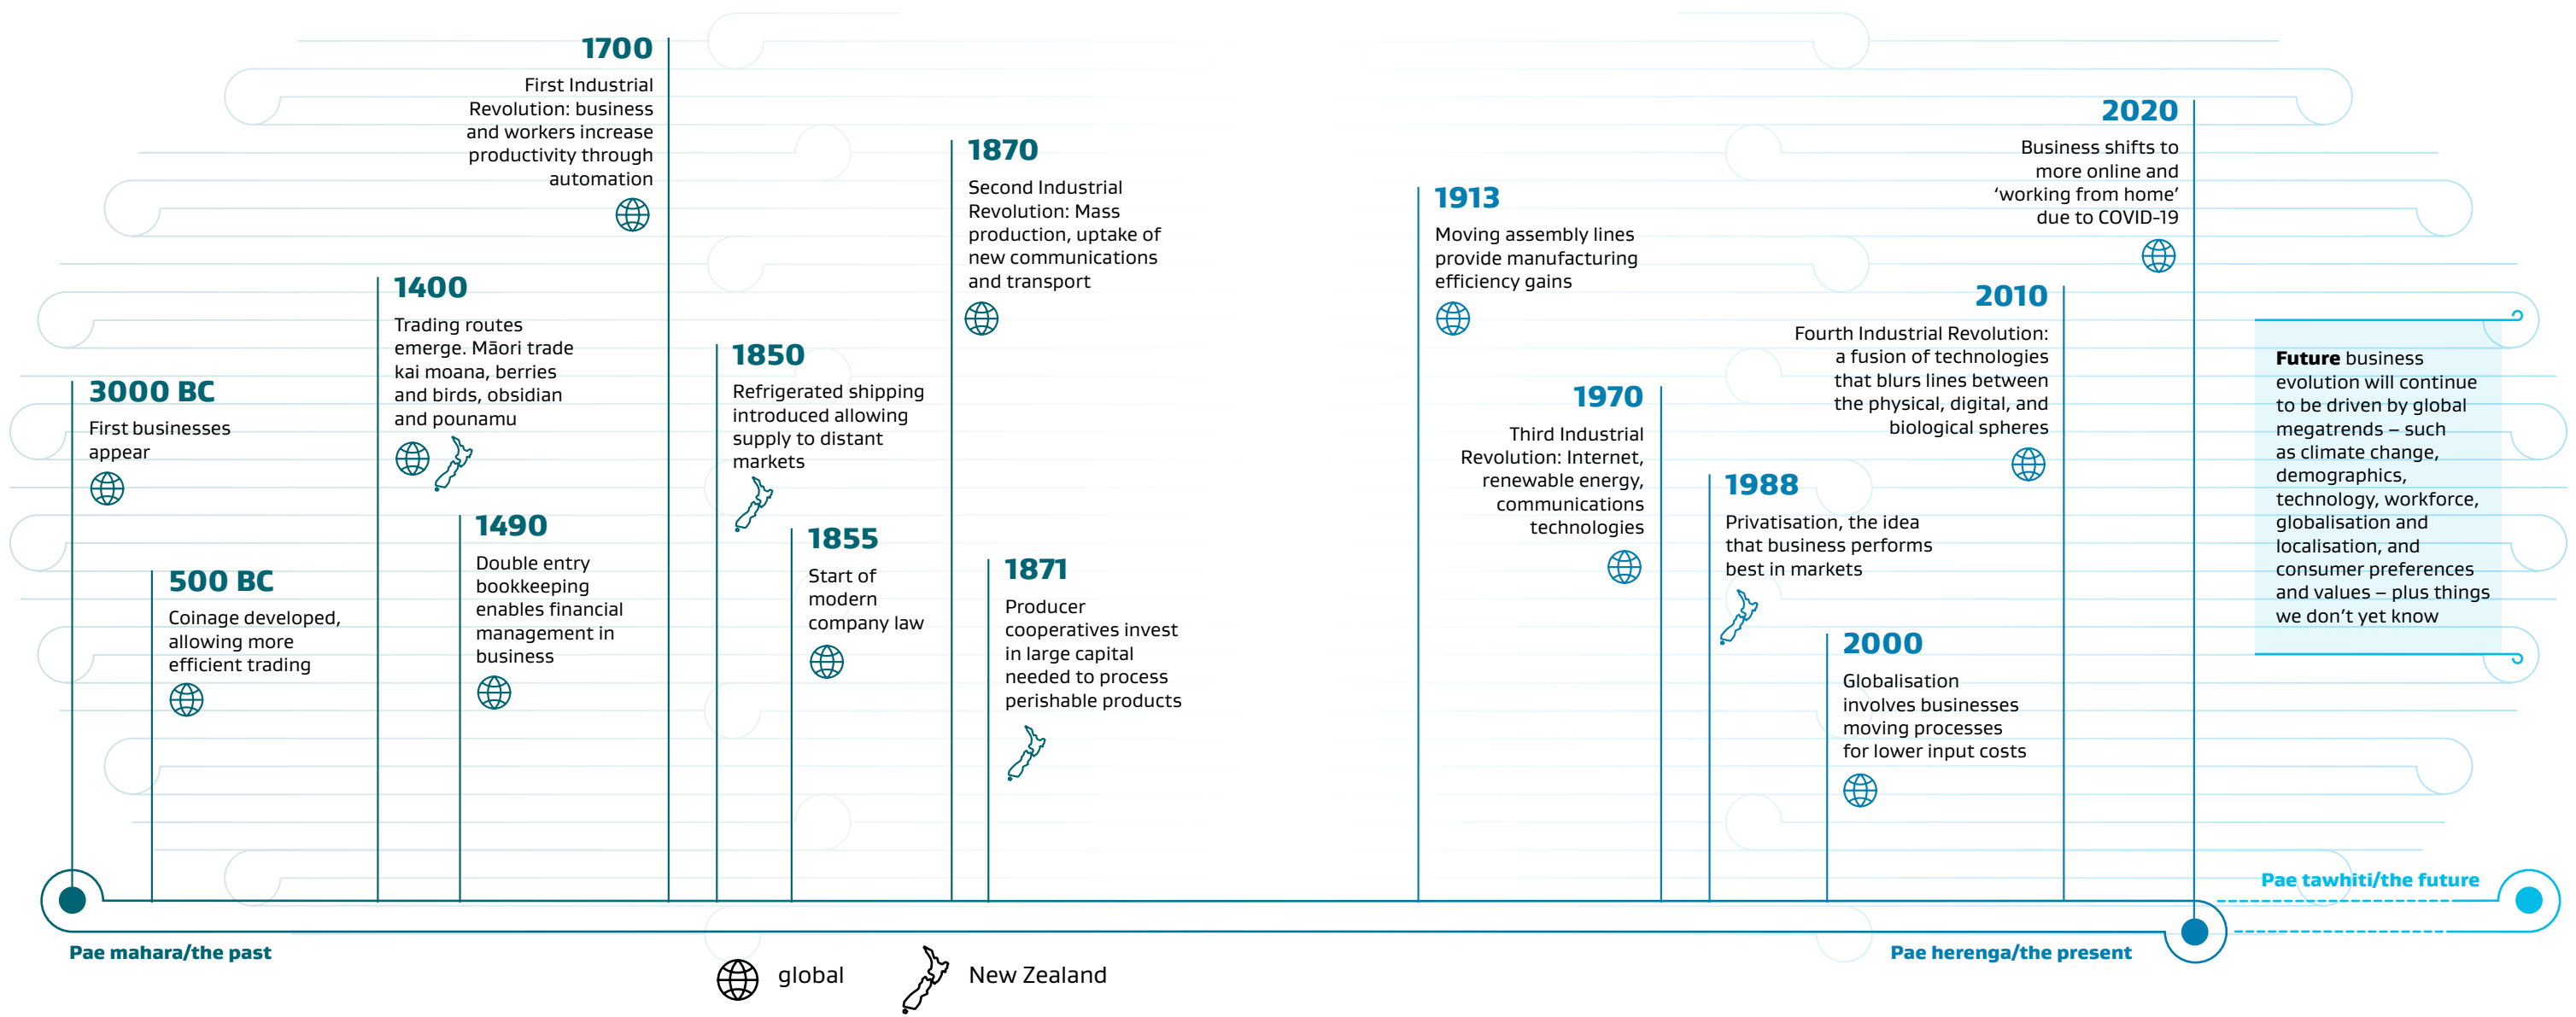 3000 BC
First businesses
appear
500 BC
Coinage developed,
allowing more
efficient trading
1400
Trading routes
emerge. Māori trade
kai moana, berries
and birds, obsidian
and pounamu
1490
Double entry
bookkeeping
enables financial
management in
business
1700
First Industrial
Revolution: business
and workers increase
productivity through
automation
1850
Refrigerated shipping
introduced allowing
supply to distant
markets
1855
Start of
modern
company law
1870
Second Industrial
Revolution: Mass
production, uptake of
new communications
and transport
1871
Producer
cooperatives invest
in large capital
needed to process
perishable products
1913
Moving assembly lines
provide manufacturing
efficiency gains
1970
Third Industrial
Revolution: Internet,
renewable energy,
communications
technologies
1988
Privatisation, the idea
that business performs
best in markets
2000
Globalisation
involves businesses
moving processes
for lower input costs
2010
Fourth Industrial Revolution:
a fusion of technologies
that blurs lines between
the physical, digital, and
biological spheres
2020
Business shifts to
more online and
‘working from home’
due to COVID-19
Future business
evolution will continue
to be driven by global
megatrends – such
as climate change,
demographics,
technology, workforce,
globalisation and
localisation, and
consumer preferences
and values – plus things
we don’t yet know
Pae tawhiti/the future
Pae mahara/the past
Pae herenga/the present
global
New Zealand